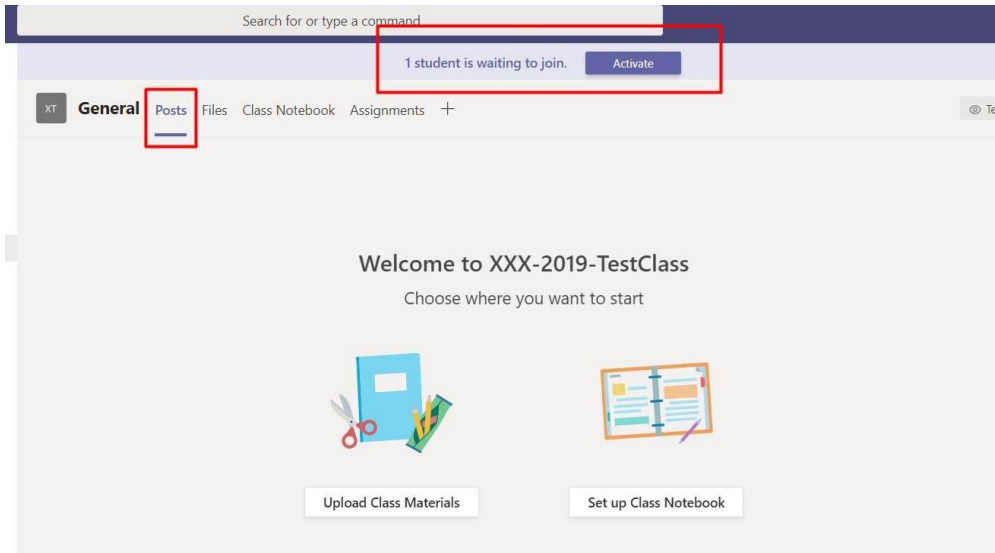 Search for or type a command
1 student is waiting to join. Activate
XT General Posts Files Class Notebook Assignments +
Welcome to XXX-2019-TestClass
Choose where you want to start
Upload Class Materials Set up Class Notebook